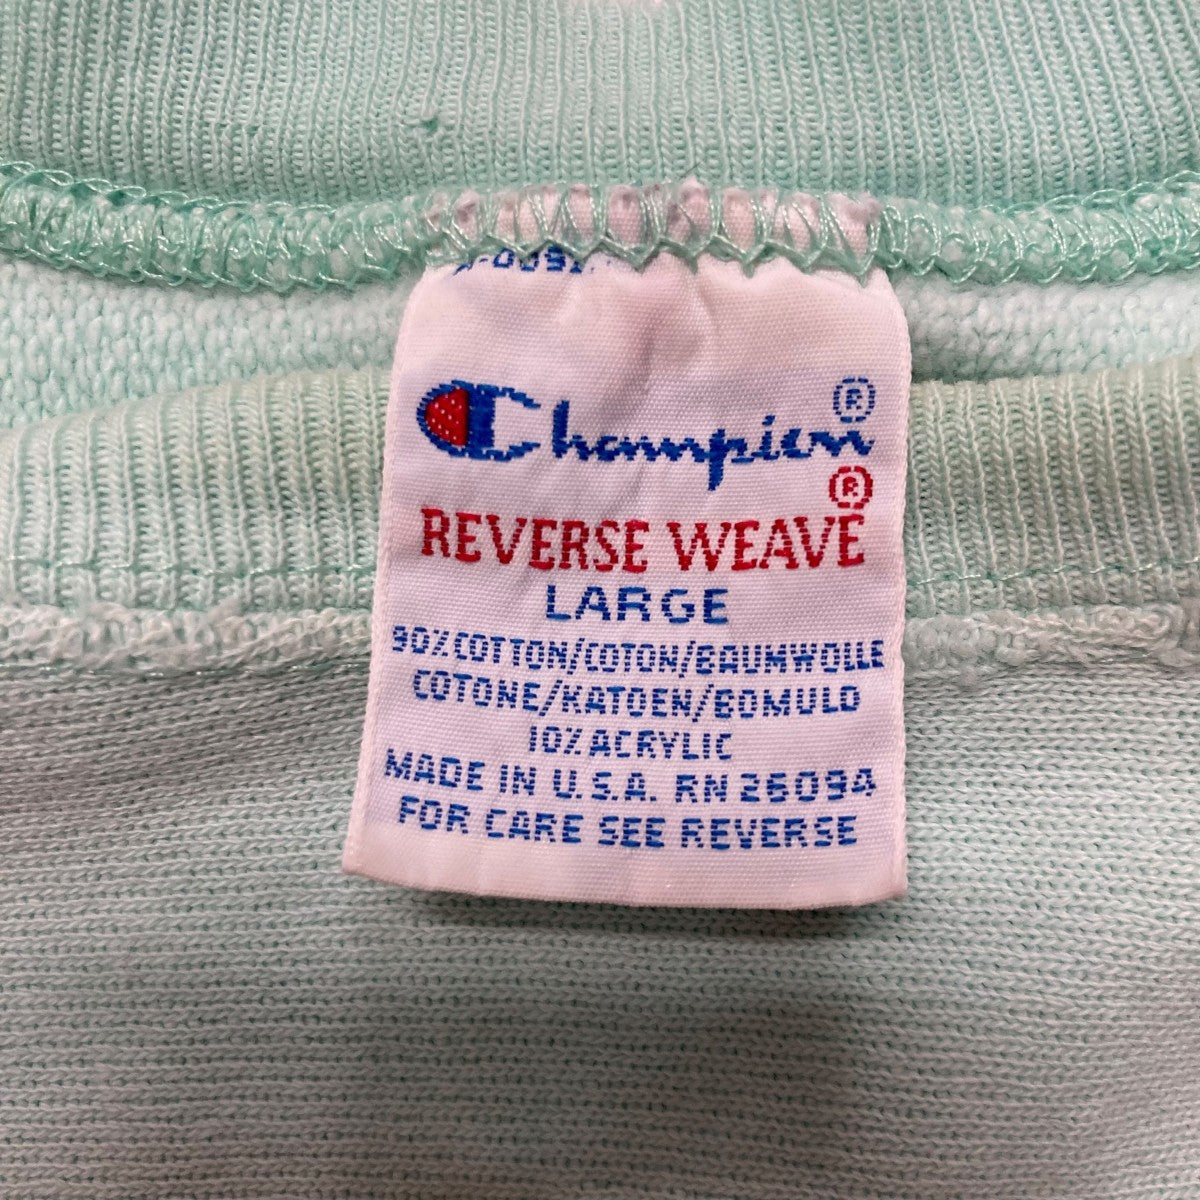 Champion®
REVERSE WEAVE®
LARGE
90% COTTON/COTON/BAUMWOLLE
COTONE/KATOEN/BOMULD
10% ACRYLIC
MADE IN U.S.A. RN 26094
FOR CARE SEE REVERSE